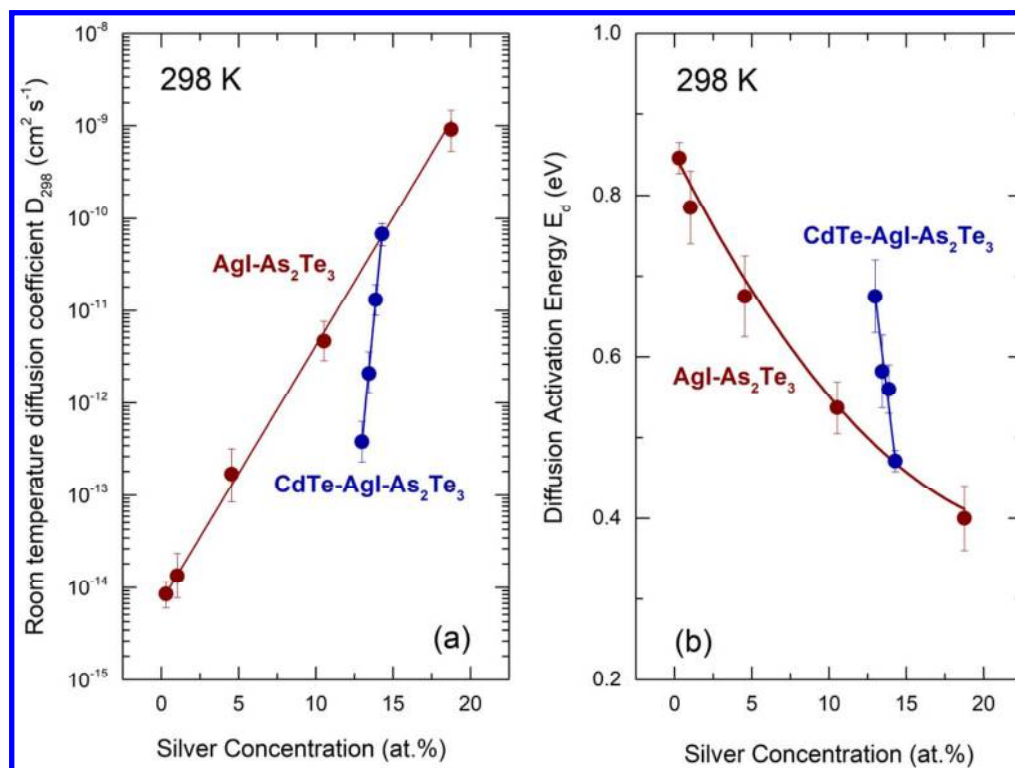 298 K
AgI-As₂Te₃
CdTe-AgI-As₂Te₃
(a)
Room temperature diffusion coefficient D₂₉₈ (cm² s⁻¹)
10⁻⁸
10⁻⁹
10⁻¹⁰
10⁻¹¹
10⁻¹²
10⁻¹³
10⁻¹⁴
10⁻¹⁵
0 5 10 15 20
Silver Concentration (at.%)
298 K
CdTe-AgI-As₂Te₃
AgI-As₂Te₃
(b)
Diffusion Activation Energy E_d (eV)
1.0
0.8
0.6
0.4
0.2
0 5 10 15 20
Silver Concentration (at.%)